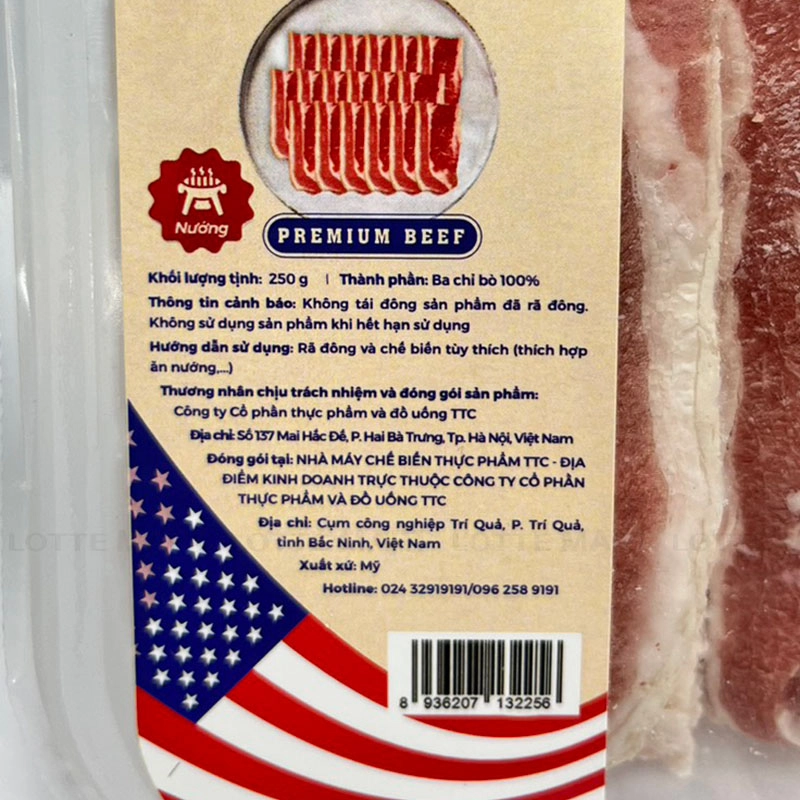 Nướng
PREMIUM BEEF
Khối lượng tịnh: 250 g | Thành phần: Ba chỉ bò 100%
Thông tin cảnh báo: Không tái đông sản phẩm đã rã đông.
Không sử dụng sản phẩm khi hết hạn sử dụng
Hướng dẫn sử dụng: Rã đông và chế biến tùy thích (thích hợp
ăn nướng,...)
Thương nhân chịu trách nhiệm và đóng gói sản phẩm:
Công ty Cổ phần thực phẩm và đồ uống TTC
Địa chỉ: Số 137 Mai Hắc Đế, P. Hai Bà Trưng, Tp. Hà Nội, Việt Nam
Đóng gói tại: NHÀ MÁY CHẾ BIẾN THỰC PHẨM TTC - ĐỊA
ĐIỂM KINH DOANH TRỰC THUỘC CÔNG TY CỔ PHẦN
THỰC PHẨM VÀ ĐỒ UỐNG TTC
Địa chỉ: Cụm công nghiệp Trí Quả, P. Trí Quả,
tỉnh Bắc Ninh, Việt Nam
Xuất xứ: Mỹ
Hotline: 024 32919191/096 258 9191
8 936207 132256